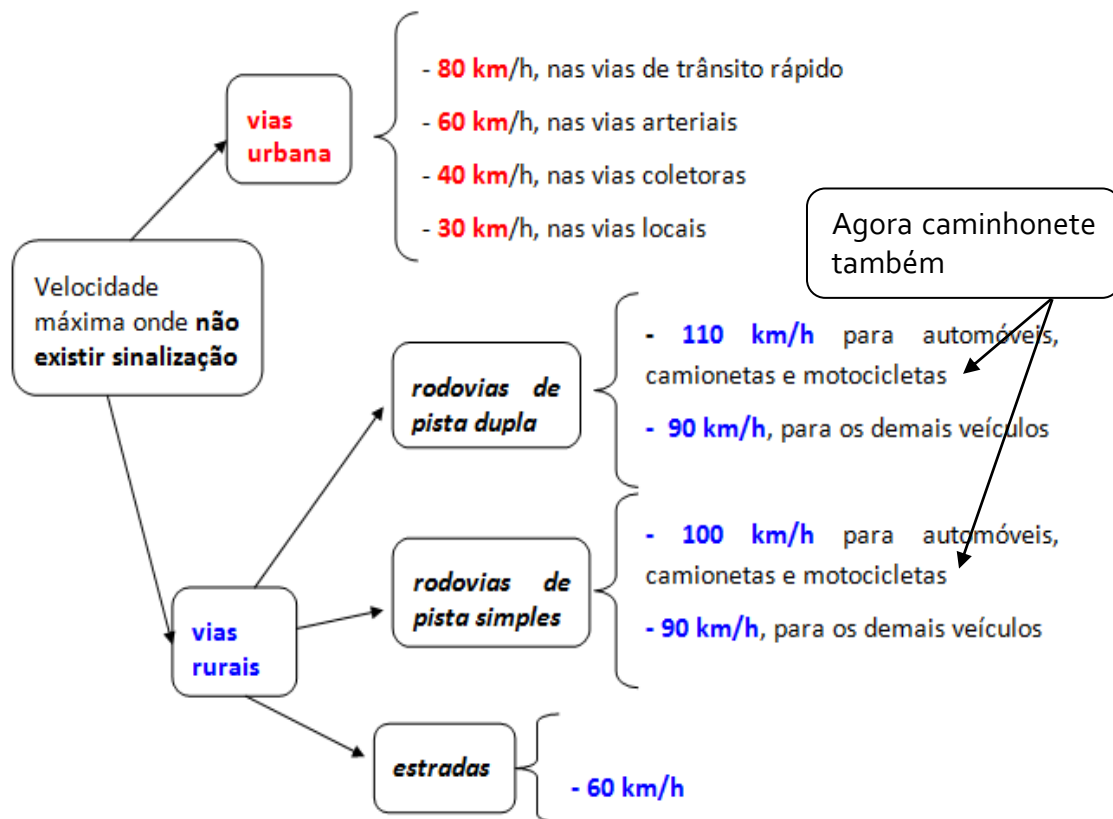 - 80 km/h, nas vias de trânsito rápido
vias
urbana
- 60 km/h, nas vias arteriais
- 40 km/h, nas vias coletoras
- 30 km/h, nas vias locais
Agora caminhonete
também
Velocidade
máxima onde não
existir sinalização
rodovias de
pista dupla
- 110 km/h para automóveis,
camionetas e motocicletas
- 90 km/h, para os demais veículos
rodovias de
pista simples
- 100 km/h para automóveis,
camionetas e motocicletas
- 90 km/h, para os demais veículos
vias
rurais
estradas
- 60 km/h